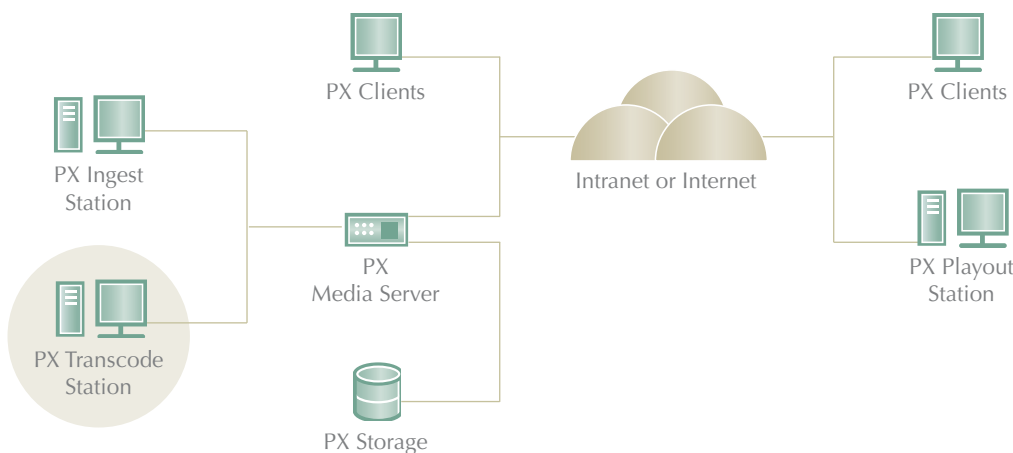 PX Clients
PX Clients
PX Ingest
Station
Intranet or Internet
PX
Media Server
PX Playout
Station
PX Transcode
Station
PX Storage